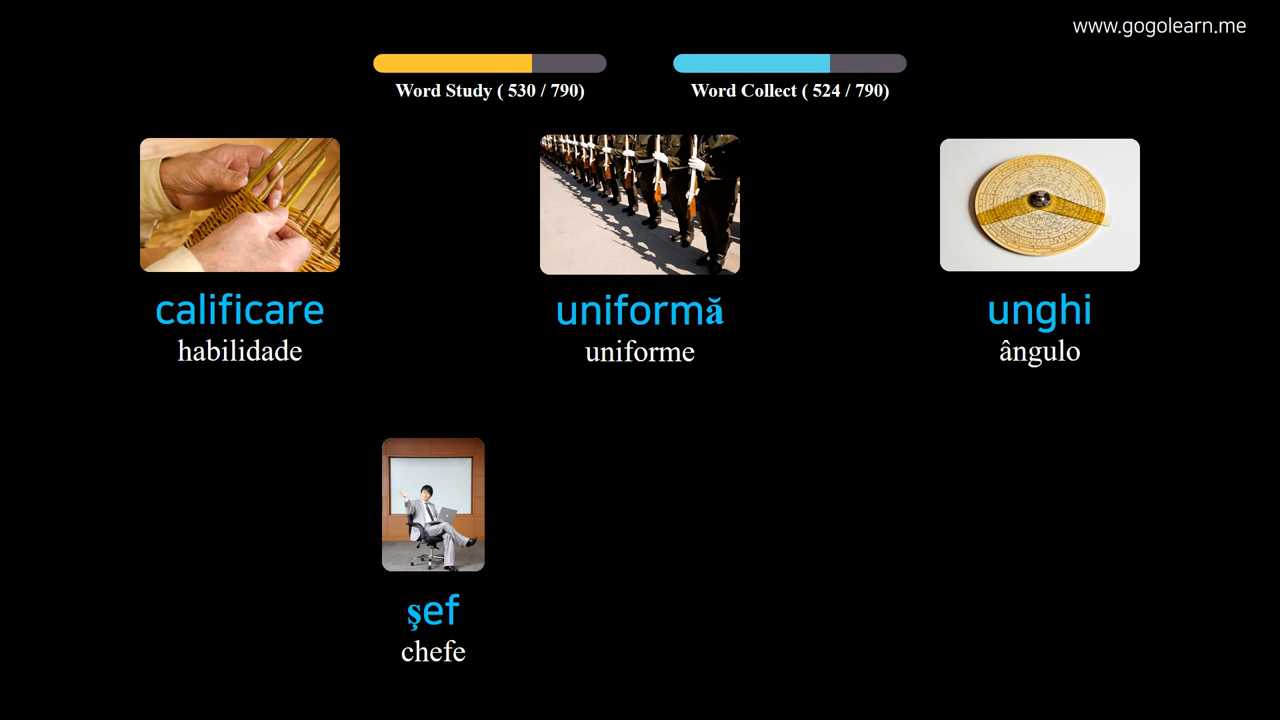 www.gogolearn.me
Word Study ( 530 / 790)
Word Collect ( 524 / 790)
calificare
habilidade
uniformă
uniforme
unghi
ângulo
şef
chefe